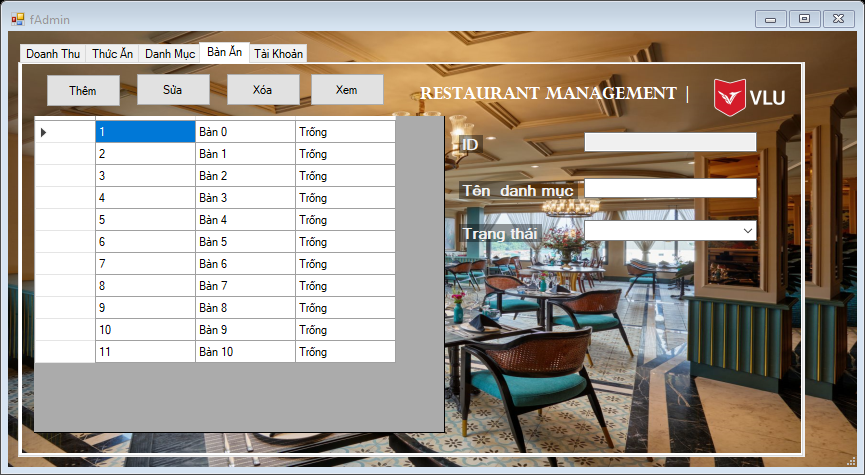 fAdmin
Doanh Thu Thức Ăn Danh Mục Bàn Ăn Tài Khoản
Thêm Sửa Xóa Xem
RESTAURANT MANAGEMENT | VLU
1 Bàn 0 Trống
2 Bàn 1 Trống
3 Bàn 2 Trống
4 Bàn 3 Trống
5 Bàn 4 Trống
6 Bàn 5 Trống
7 Bàn 6 Trống
8 Bàn 7 Trống
9 Bàn 8 Trống
10 Bàn 9 Trống
11 Bàn 10 Trống
ID
Tên danh mục
Trạng thái